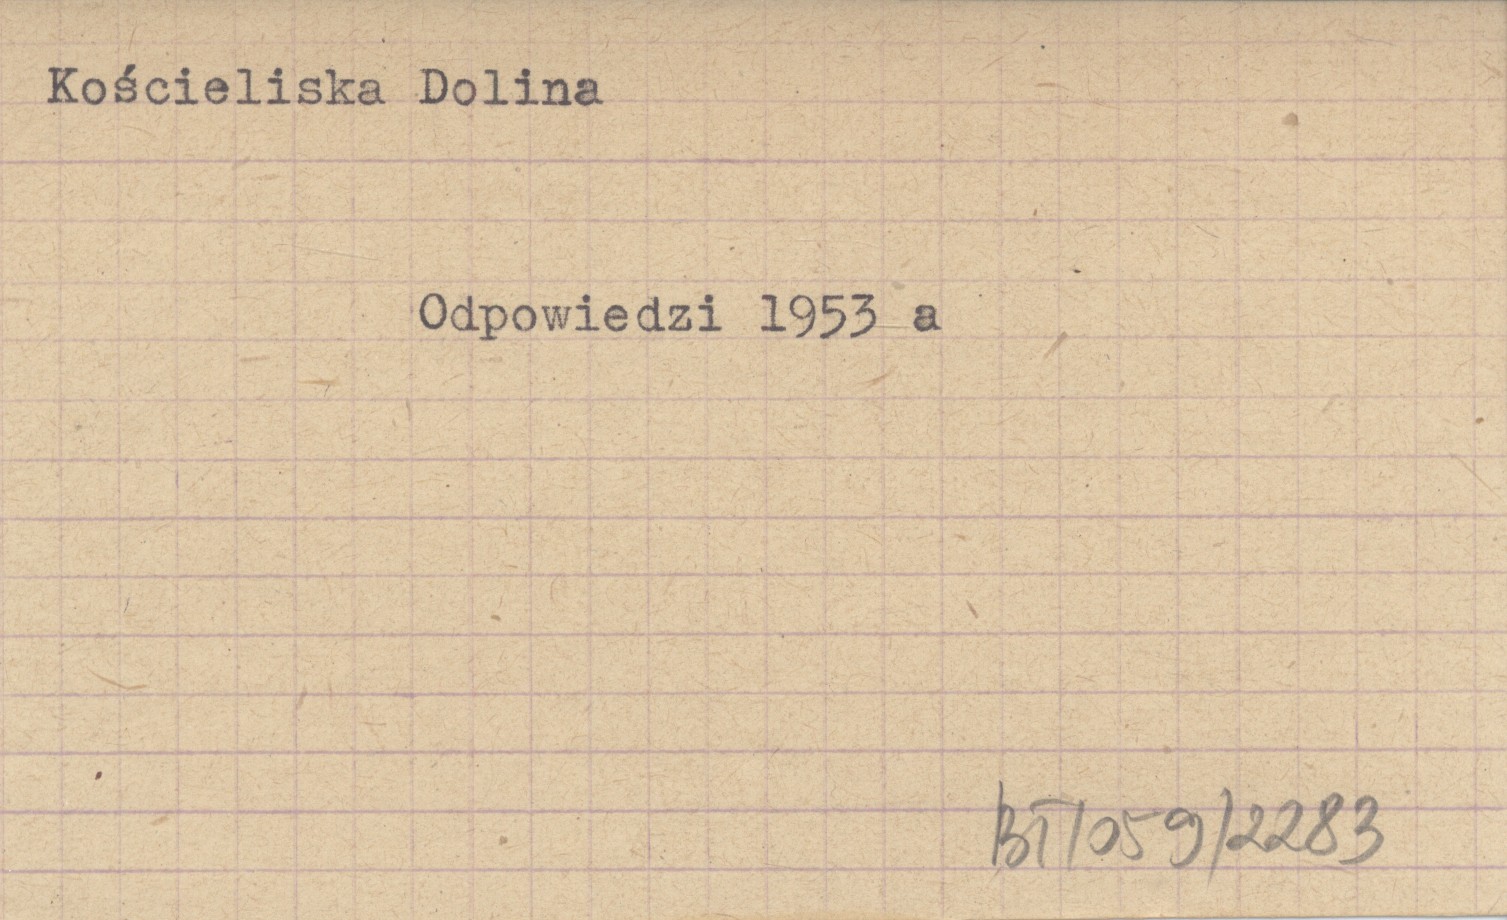 Kościeliska Dolina
Odpowiedzi 1953 a
BT/059/2283